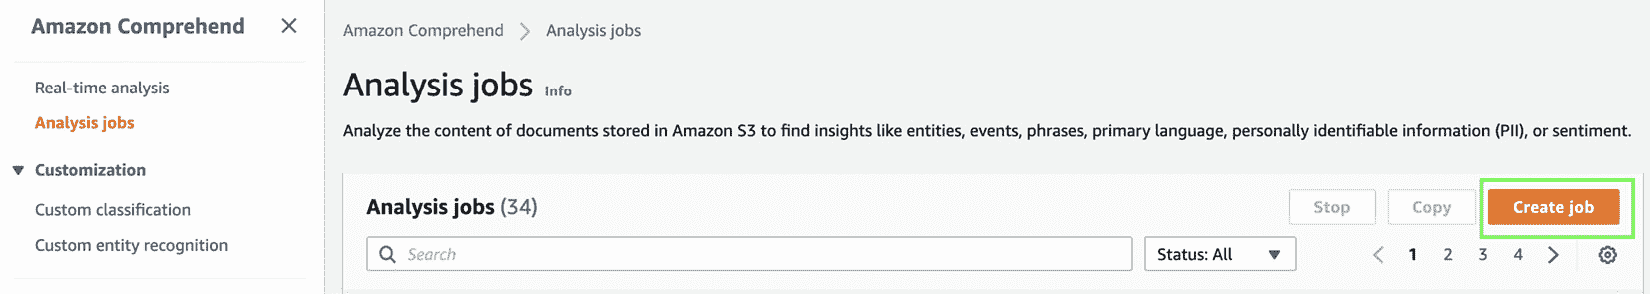 Amazon Comprehend
Real-time analysis
Analysis jobs
Customization
Custom classification
Custom entity recognition
Amazon Comprehend > Analysis jobs
Analysis jobs Info
Analyze the content of documents stored in Amazon S3 to find insights like entities, events, phrases, primary language, personally identifiable information (PII), or sentiment.
Analysis jobs (34) Stop Copy Create job
Search Status: All 1 2 3 4